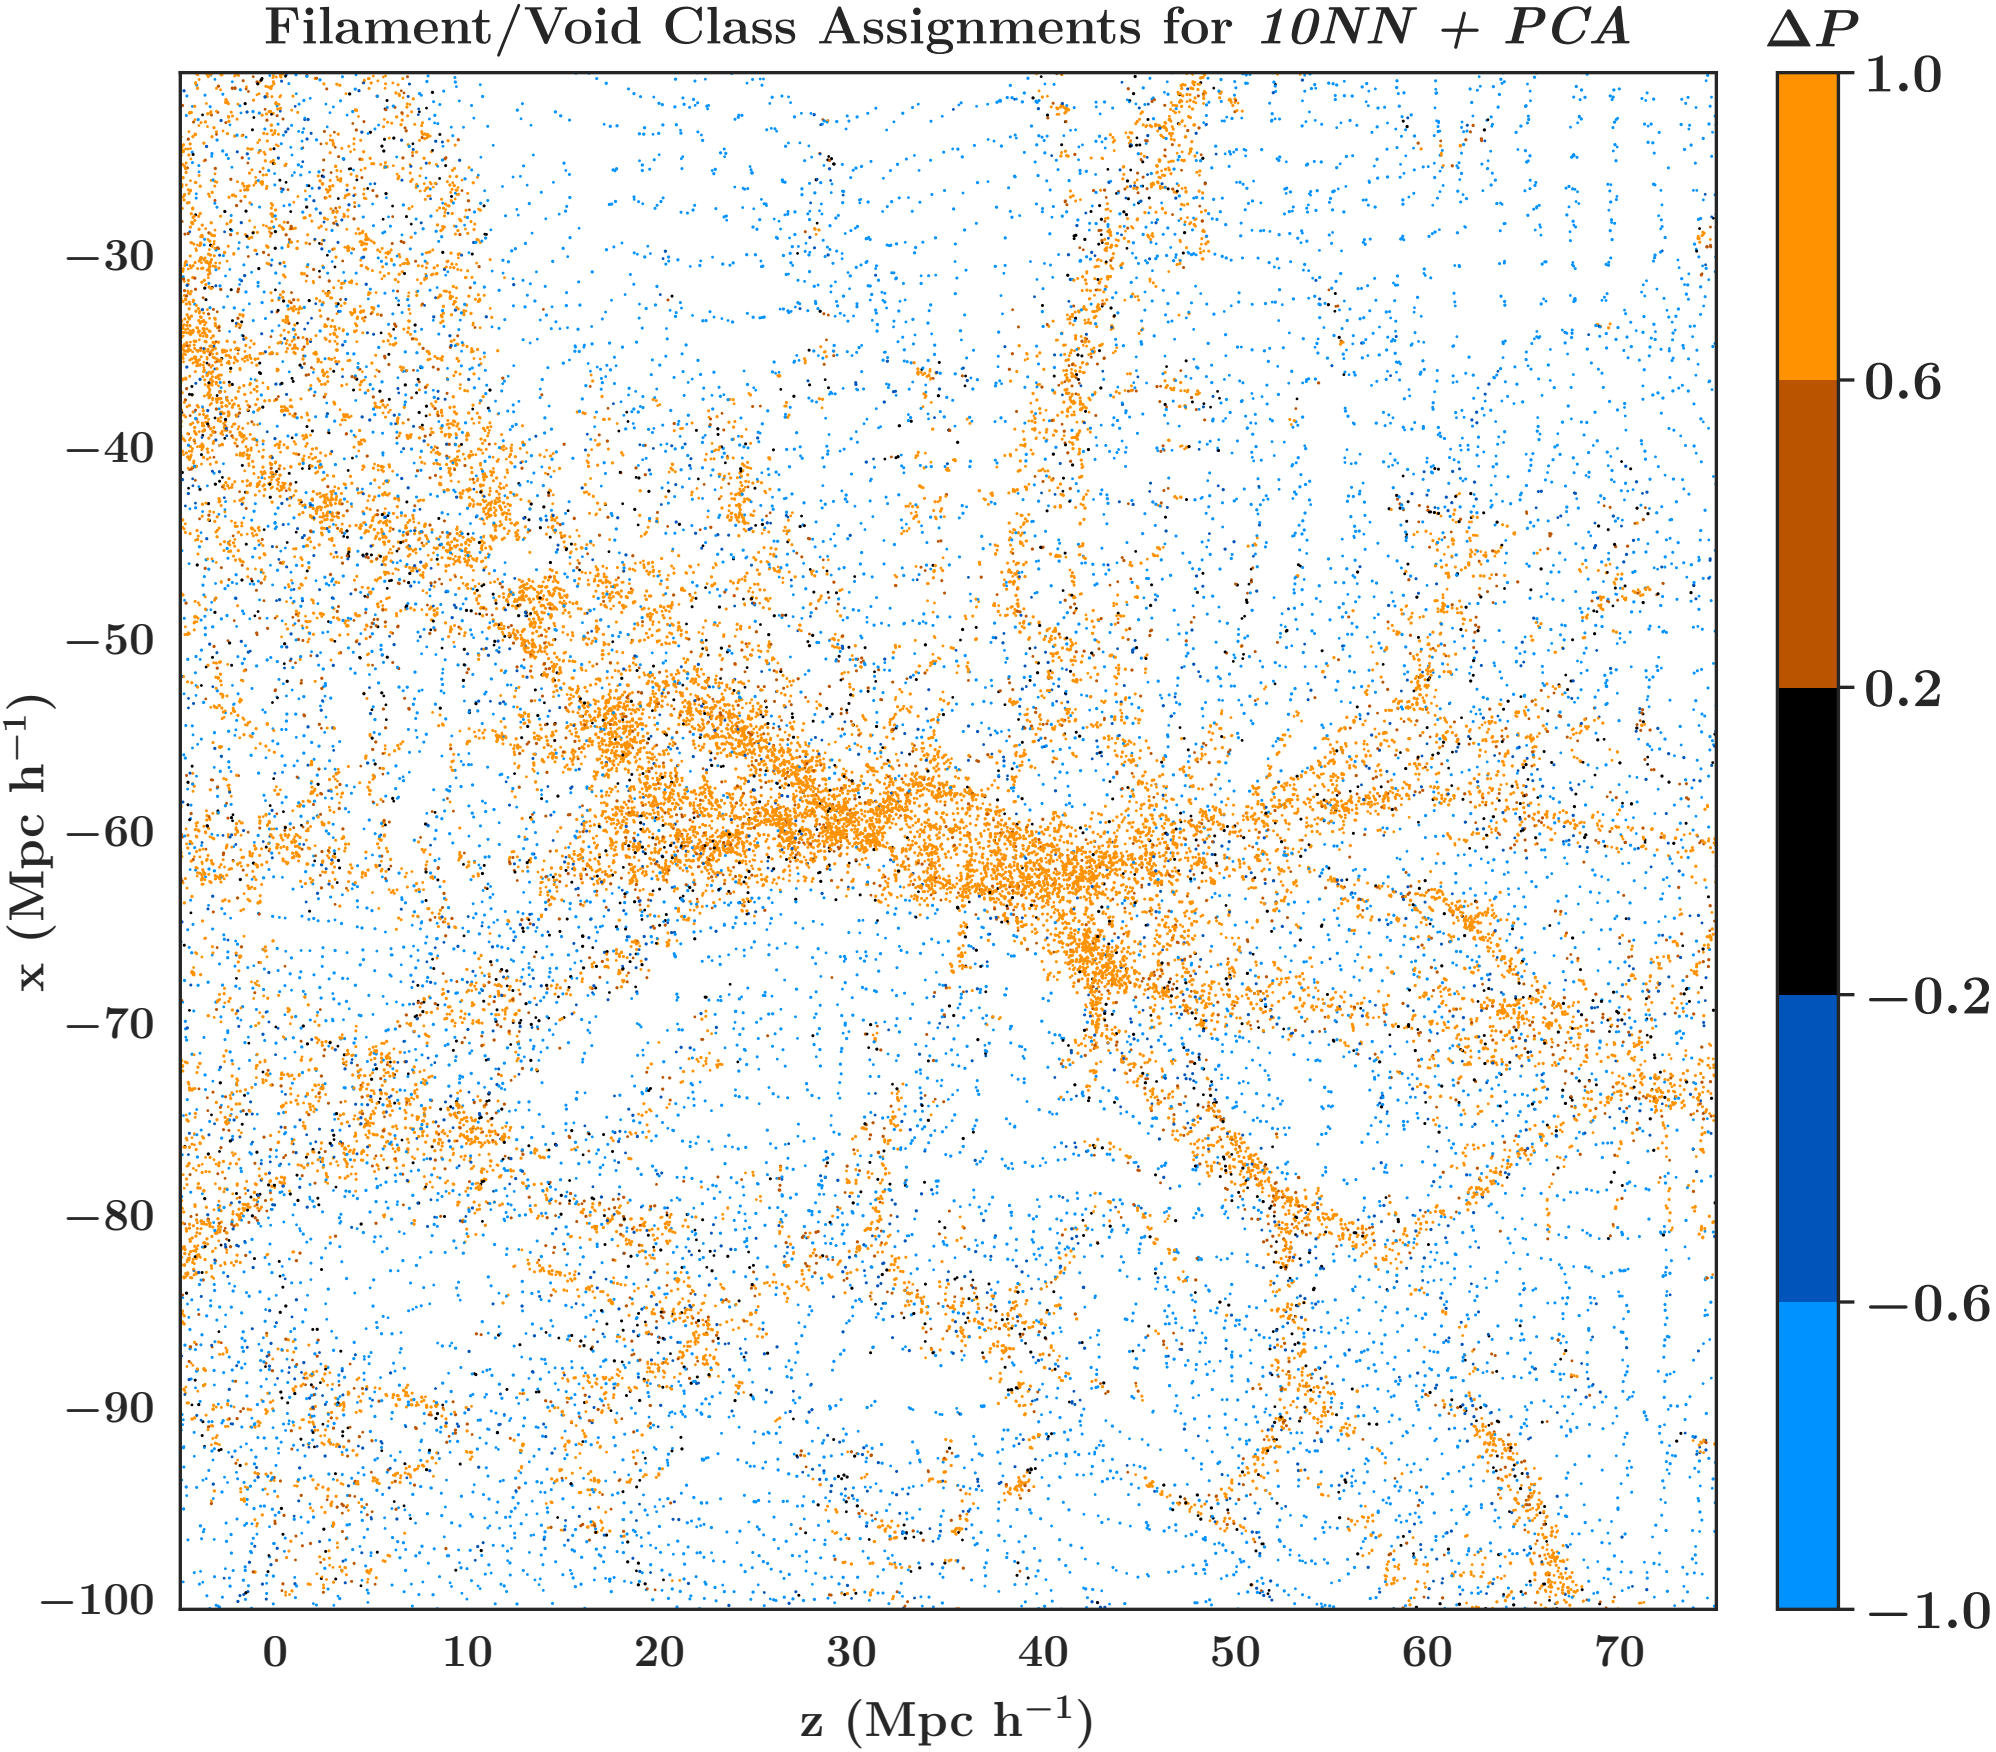 Filament/Void Class Assignments for 10NN + PCA
ΔP
1.0
0.6
0.2
−0.2
−0.6
−1.0
x (Mpc h⁻¹)
−30
−40
−50
−60
−70
−80
−90
−100
0 10 20 30 40 50 60 70
z (Mpc h⁻¹)